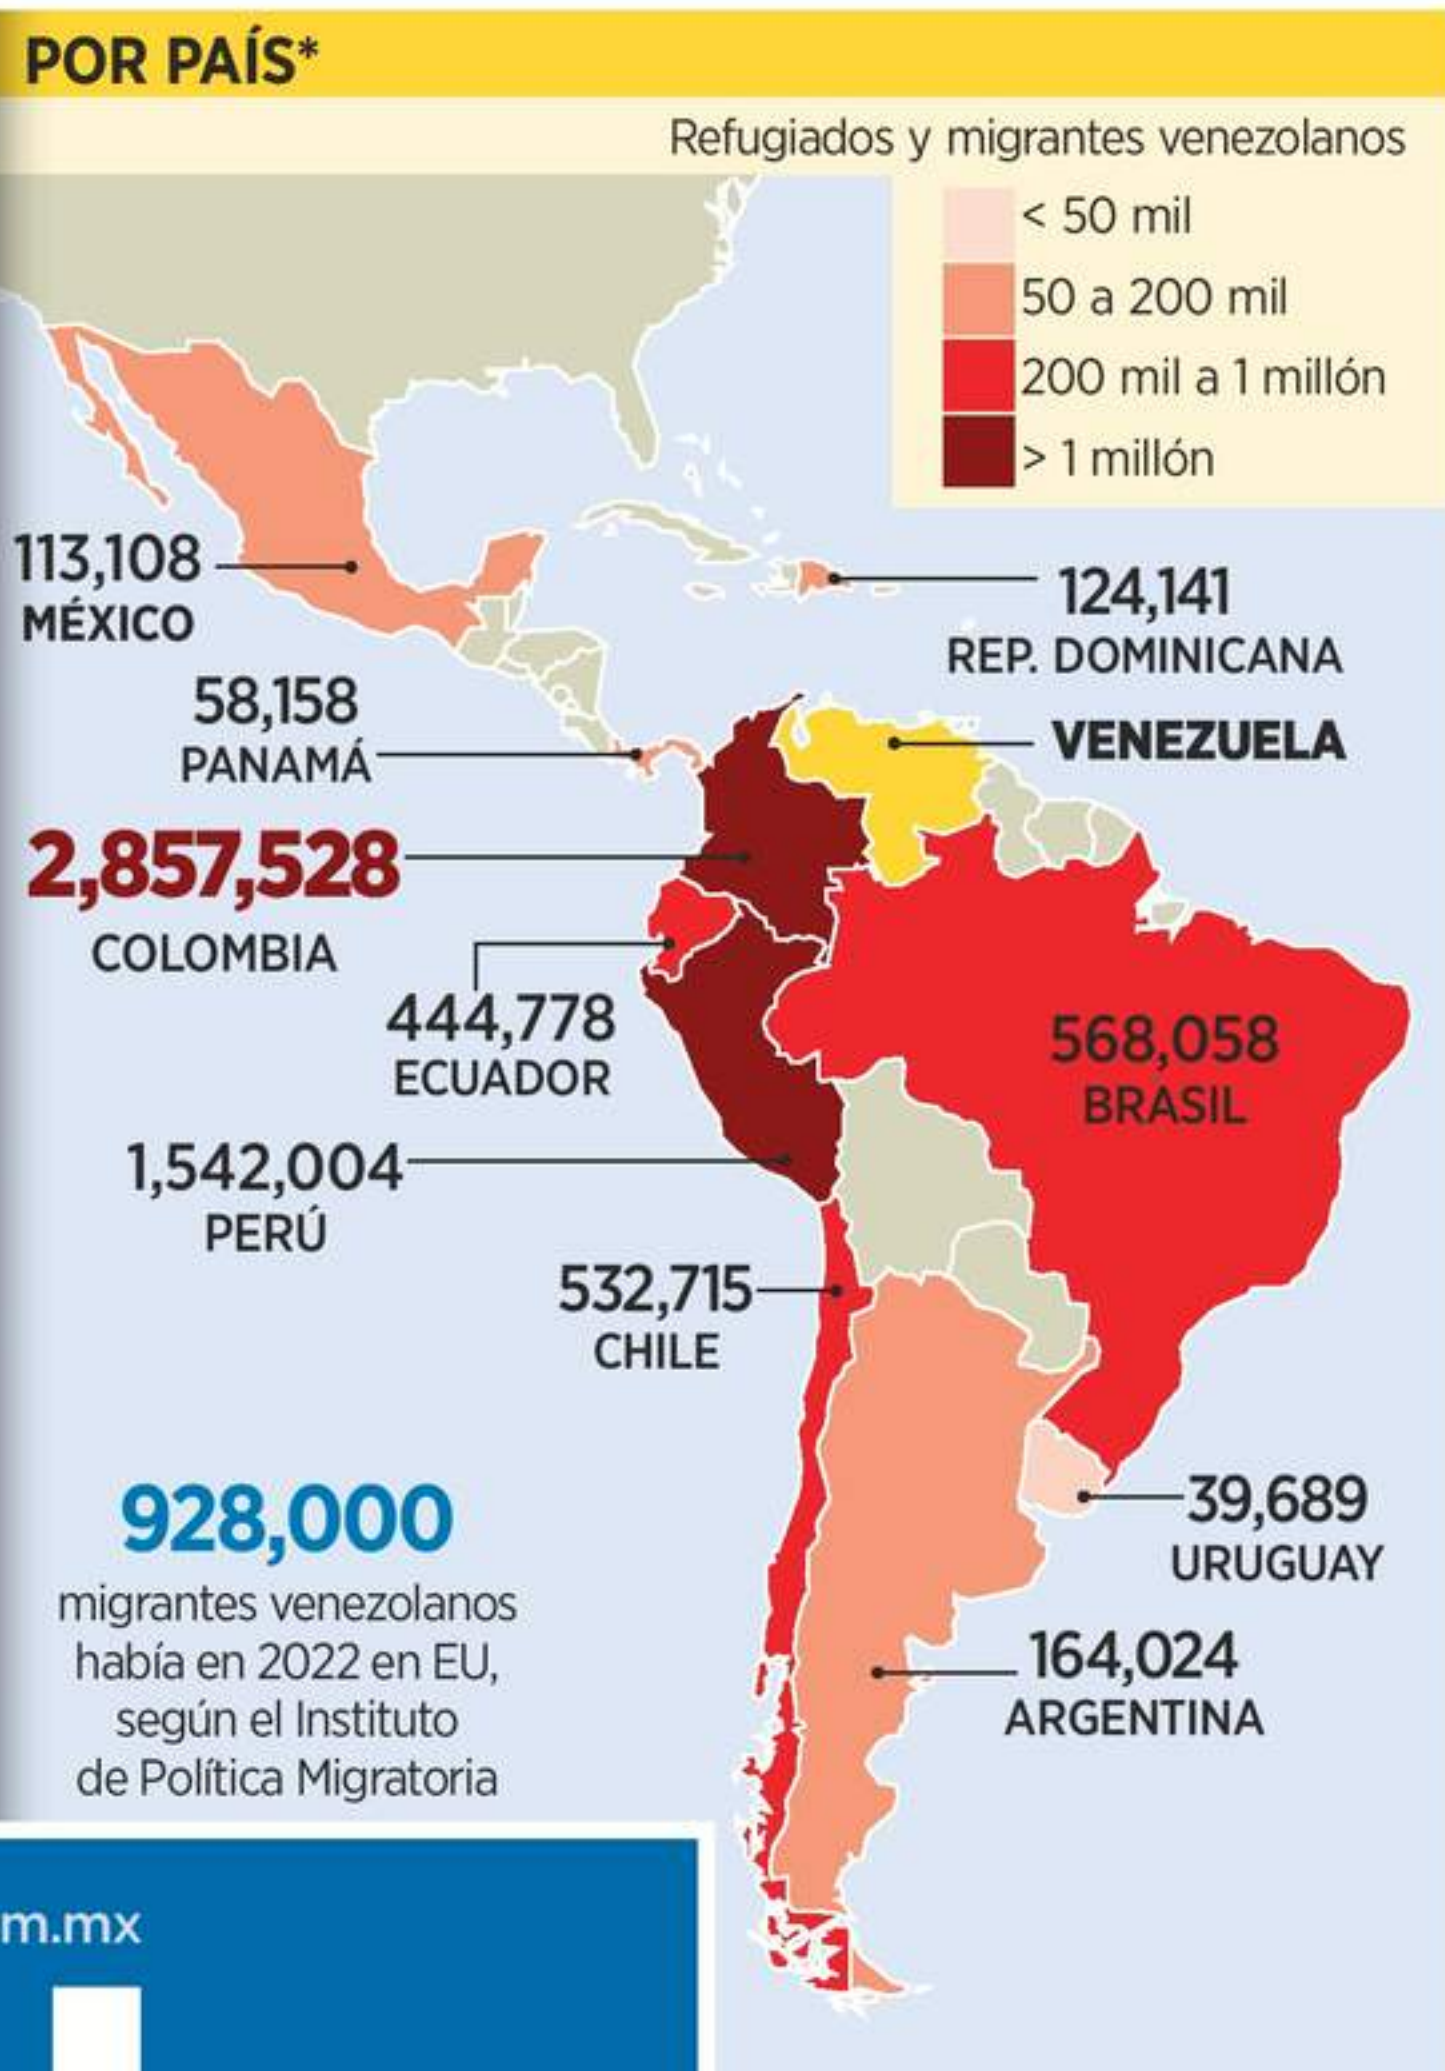 POR PAÍS*
Refugiados y migrantes venezolanos
< 50 mil
50 a 200 mil
200 mil a 1 millón
> 1 millón
113,108
MÉXICO
124,141
REP. DOMINICANA
58,158
PANAMÁ
VENEZUELA
2,857,528
COLOMBIA
444,778
ECUADOR
568,058
BRASIL
1,542,004
PERÚ
532,715
CHILE
928,000
migrantes venezolanos
había en 2022 en EU,
según el Instituto
de Política Migratoria
39,689
URUGUAY
164,024
ARGENTINA
m.mx